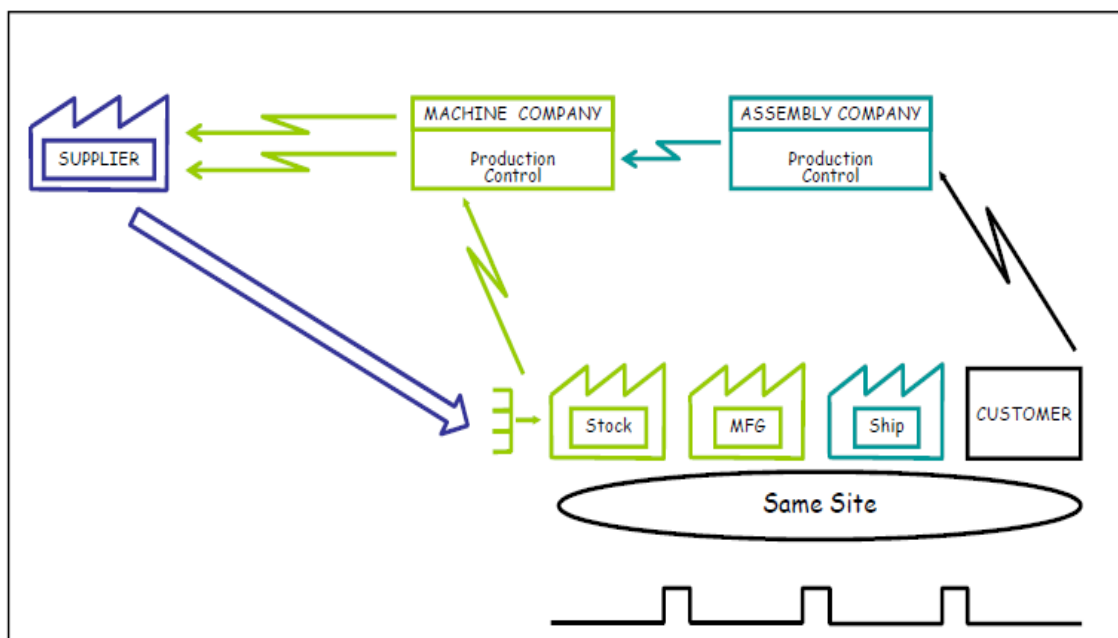 MACHINE COMPANY
ASSEMBLY COMPANY
SUPPLIER
Production
Control
Production
Control
Stock
MFG
Ship
CUSTOMER
Same Site